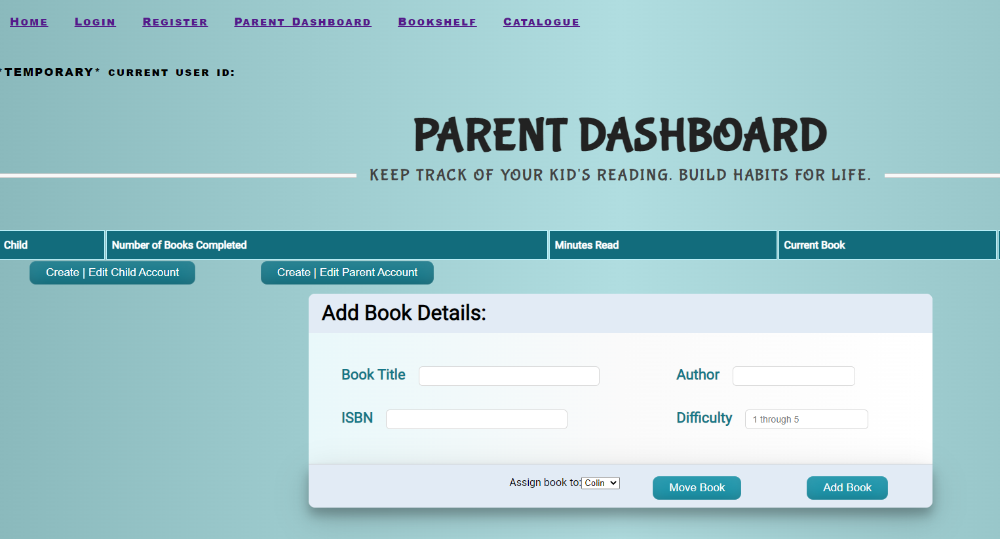 Home Login Register Parent Dashboard Bookshelf Catalogue
*TEMPORARY* current user id:
PARENT DASHBOARD
KEEP TRACK OF YOUR KID'S READING. BUILD HABITS FOR LIFE.
Child Number of Books Completed Minutes Read Current Book
Create | Edit Child Account Create | Edit Parent Account
Add Book Details:
Book Title Author
ISBN Difficulty 1 through 5
Assign book to: Colin Move Book Add Book